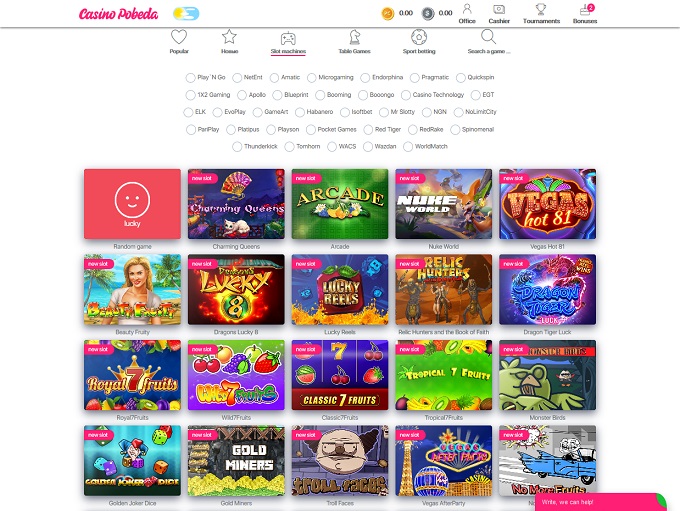 Casino Pobeda
0.00
$
0.00
Office
Cashier
Tournaments
2
Bonuses
Popular
Новые
Slot machines
Table Games
Sport betting
Search a game ...
Play `N Go NetEnt Amatic Microgaming Endorphina Pragmatic Quickspin
1X2 Gaming Apollo Blueprint Booming Booongo Casino Technology EGT
ELK EvoPlay GameArt Habanero Isoftbet Mr Slotty NGN NoLimitCity
PariPlay Platipus Playson Pocket Games Red Tiger RedRake Spinomenal
Thunderkick Tomhorn WACS Wazdan WorldMatch
lucky
Random game
new slot
Charming Queens
Charming Queens
new slot
ARCADE
Arcade
new slot
NUKE
WORLD
Nuke World
new slot
VEGAS
hot 81
Vegas Hot 81
new slot
Beauty Fruity
Beauty Fruity
new slot
DRAGONS
LUCKY
8
Dragons Lucky 8
new slot
LUCKY
REELS
Lucky Reels
new slot
RELIC
HUNTERS
Relic Hunters and the Book of Faith
new slot
WINS
DRAGON
TIGER
LUCK
Dragon Tiger Luck
new slot
Royal 7 fruits
Royal7Fruits
new slot
Wild 7 Fruits
Wild7Fruits
new slot
7
CLASSIC 7 FRUITS
Classic7Fruits
new slot
TROPICAL 7 FRUITS
Tropical7Fruits
new slot
MONSTER BIRDS
Monster Birds
new slot
GOLDEN JOKER DICE
Golden Joker Dice
new slot
GOLD
MINERS
Gold Miners
new slot
TROLL FACES
Troll Faces
new slot
VEGAS
AFTER PARTY
Vegas AfterParty
new slot
No More Fruits
Write, we can help!